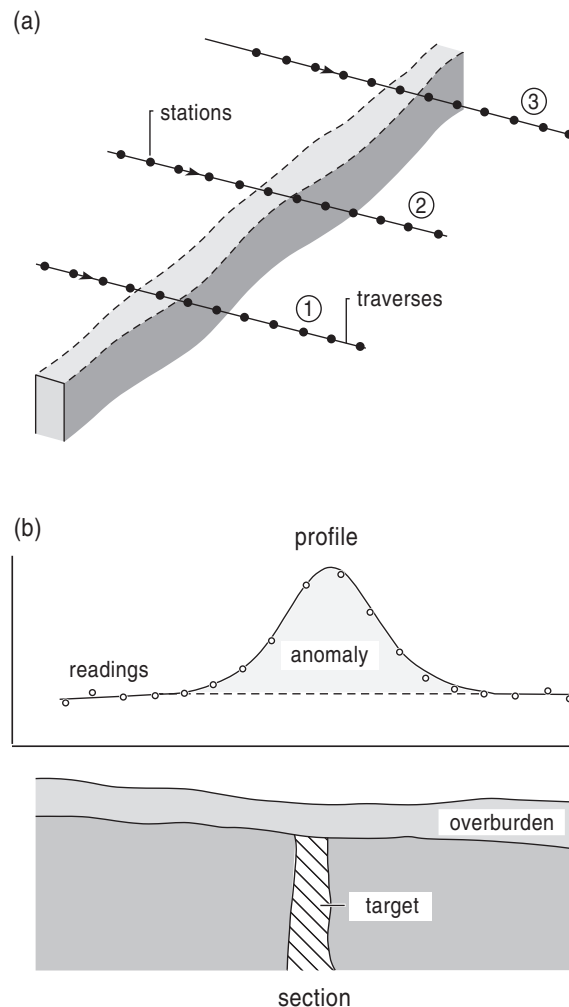 (a)
③
stations
②
①
traverses
(b)
profile
anomaly
readings
overburden
target
section